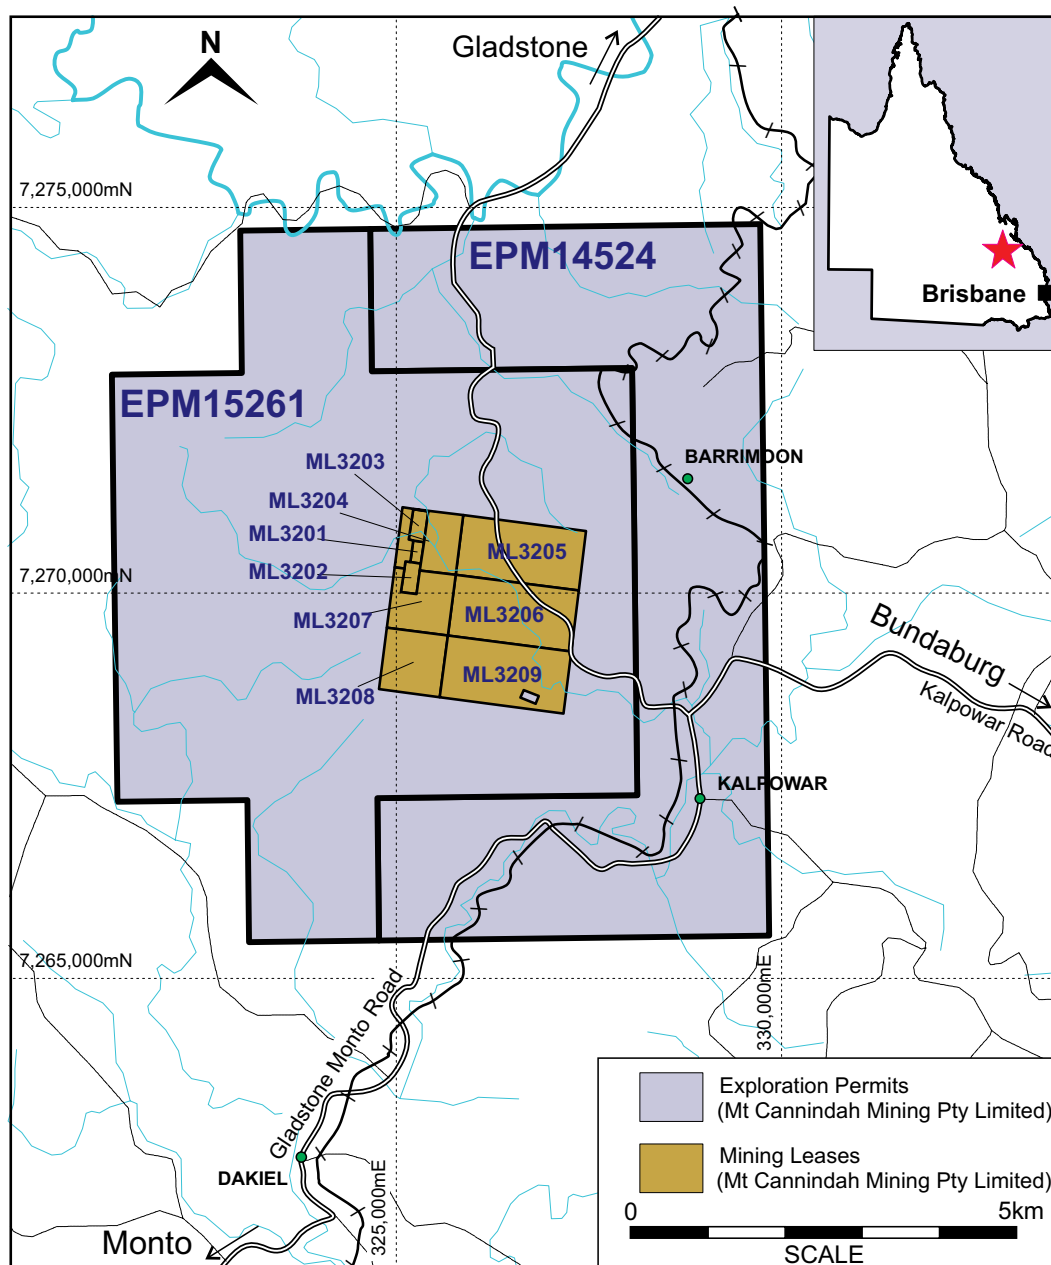 Gladstone
N
7,275,000mN
EPM14524
Brisbane
EPM15261
BARRIMOON
ML3203
ML3204
ML3201
ML3205
ML3202
7,270,000mN
ML3207
ML3206
Bundaburg
ML3209
ML3208
Kalpowar Road
KALPOWAR
7,265,000mN
330,000mE
Gladstone Monto Road
Exploration Permits
(Mt Cannindah Mining Pty Limited)
Mining Leases
(Mt Cannindah Mining Pty Limited)
DAKIEL
325,000mE
0 5km
Monto
SCALE